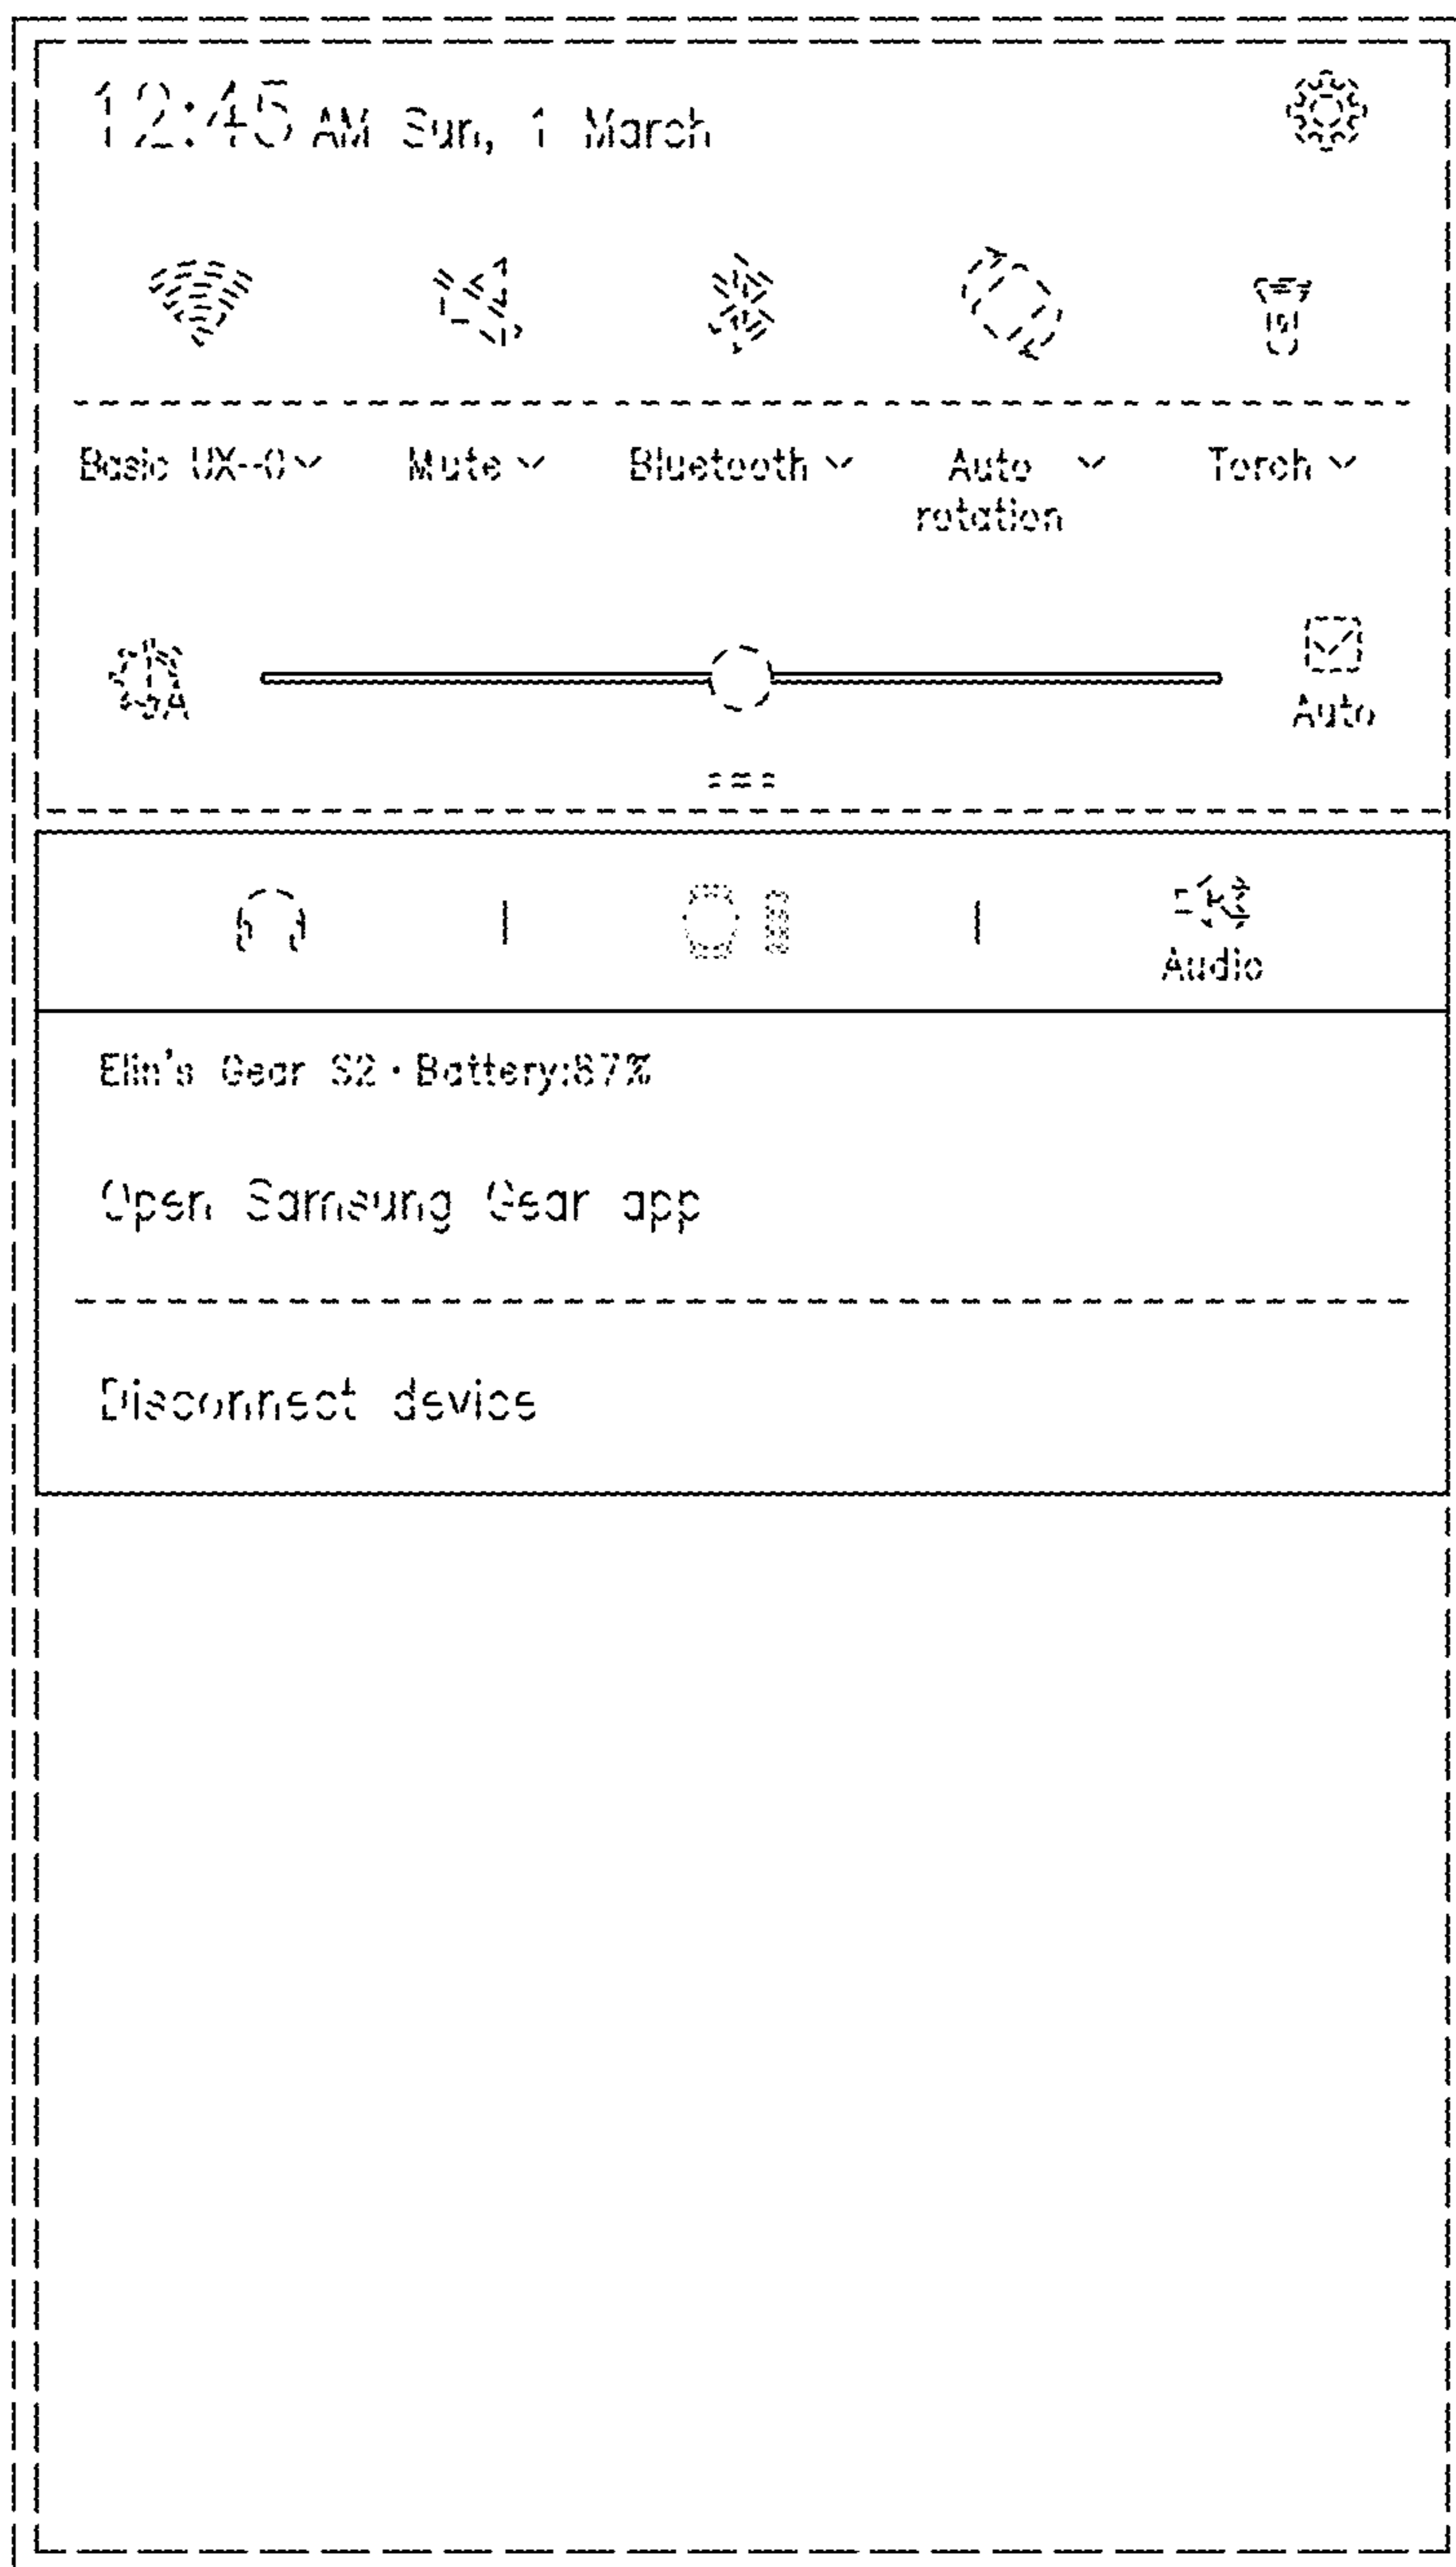 12:45 AM Sun, 1 March
Basic UX--0 Mute Bluetooth Auto rotation Torch
A
Auto
Audio
Elin's Gear S2 · Battery:67%
Open Samsung Gear app
Disconnect device